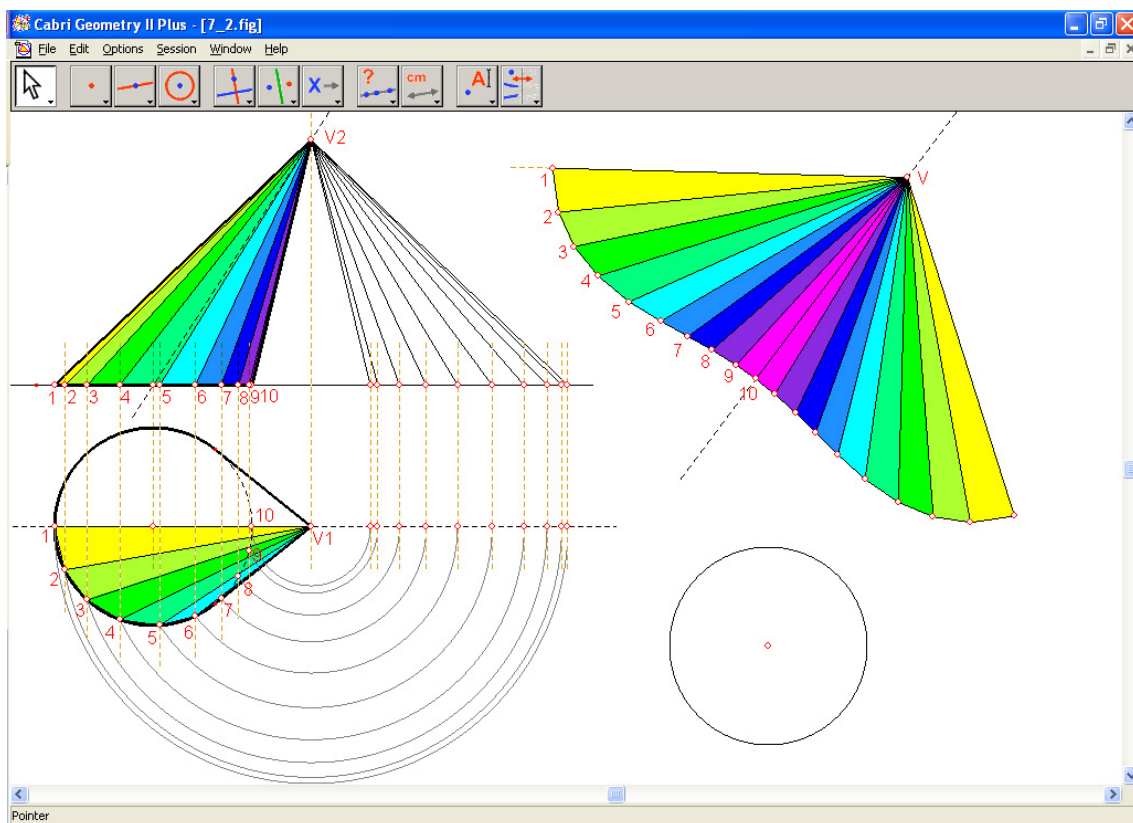 Cabri Geometry II Plus - [7_2.fig]
File Edit Options Session Window Help
? cm A
X
V2
V
1
2
3
4
5
6
7
8
9
10
1 2 3 4 5 6 7 8 9 10
1
10
V1
2
9
8
3
7
4
5
6
Pointer